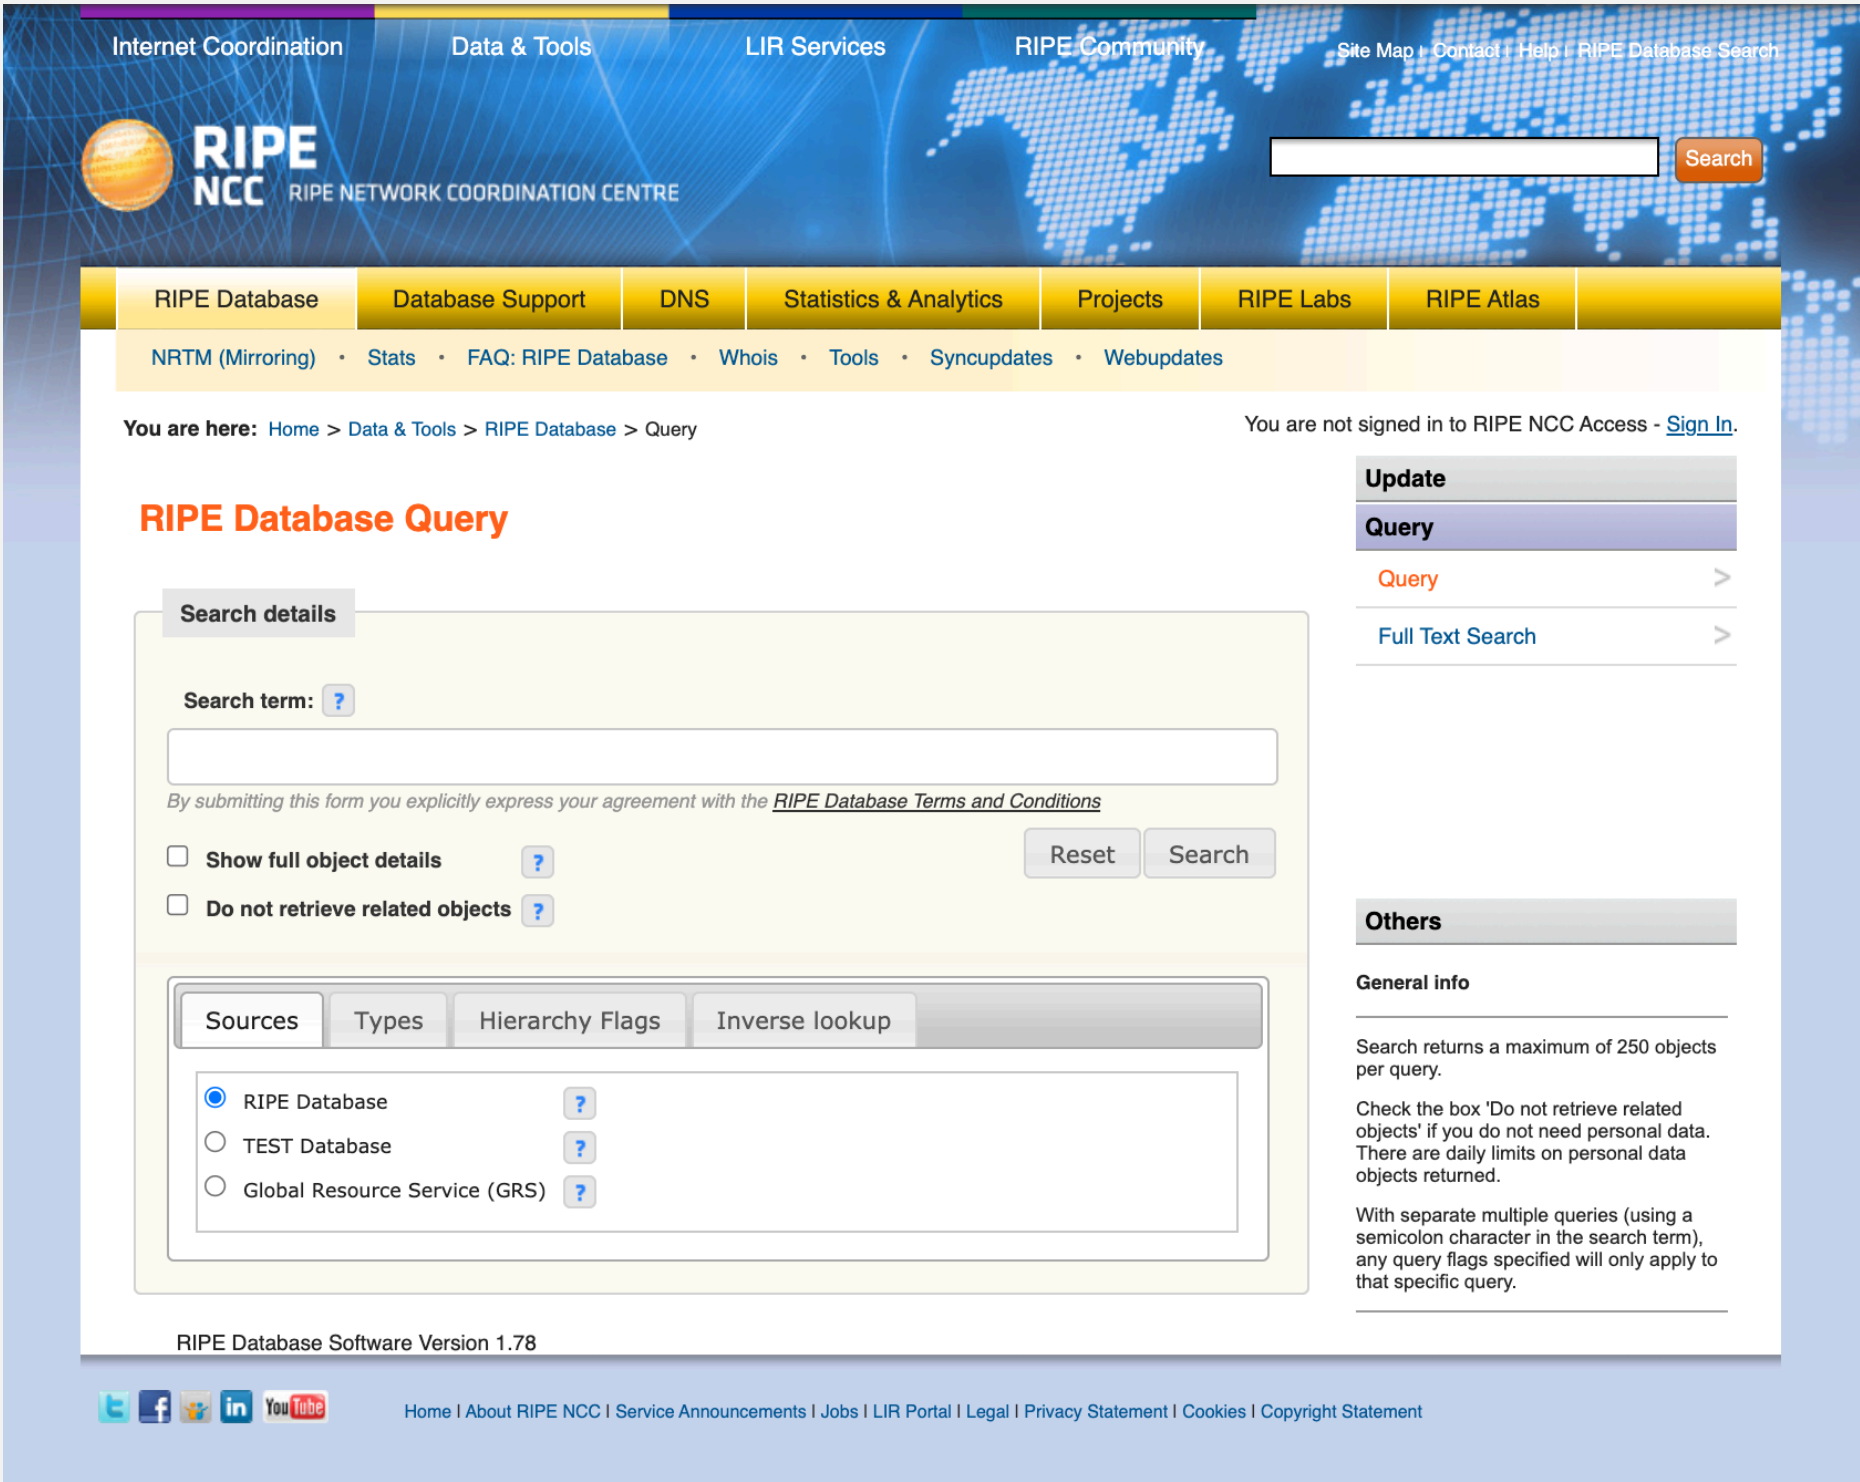 Internet Coordination
Data & Tools
LIR Services
RIPE Community
Site Map | Contact | Help | RIPE Database Search
RIPE
NCC RIPE NETWORK COORDINATION CENTRE
Search
RIPE Database
Database Support
DNS
Statistics & Analytics
Projects
RIPE Labs
RIPE Atlas
NRTM (Mirroring) • Stats • FAQ: RIPE Database • Whois • Tools • Syncupdates • Webupdates
You are here: Home > Data & Tools > RIPE Database > Query
You are not signed in to RIPE NCC Access - Sign In.
RIPE Database Query
Search details
Search term: ?
By submitting this form you explicitly express your agreement with the RIPE Database Terms and Conditions
Show full object details ?
Reset
Search
Do not retrieve related objects ?
Sources
Types
Hierarchy Flags
Inverse lookup
RIPE Database ?
TEST Database ?
Global Resource Service (GRS) ?
RIPE Database Software Version 1.78
Update
Query
Query >
Full Text Search >
Others
General info
Search returns a maximum of 250 objects
per query.
Check the box 'Do not retrieve related
objects' if you do not need personal data.
There are daily limits on personal data
objects returned.
With separate multiple queries (using a
semicolon character in the search term),
any query flags specified will only apply to
that specific query.
t f in YouTube
Home | About RIPE NCC | Service Announcements | Jobs | LIR Portal | Legal | Privacy Statement | Cookies | Copyright Statement